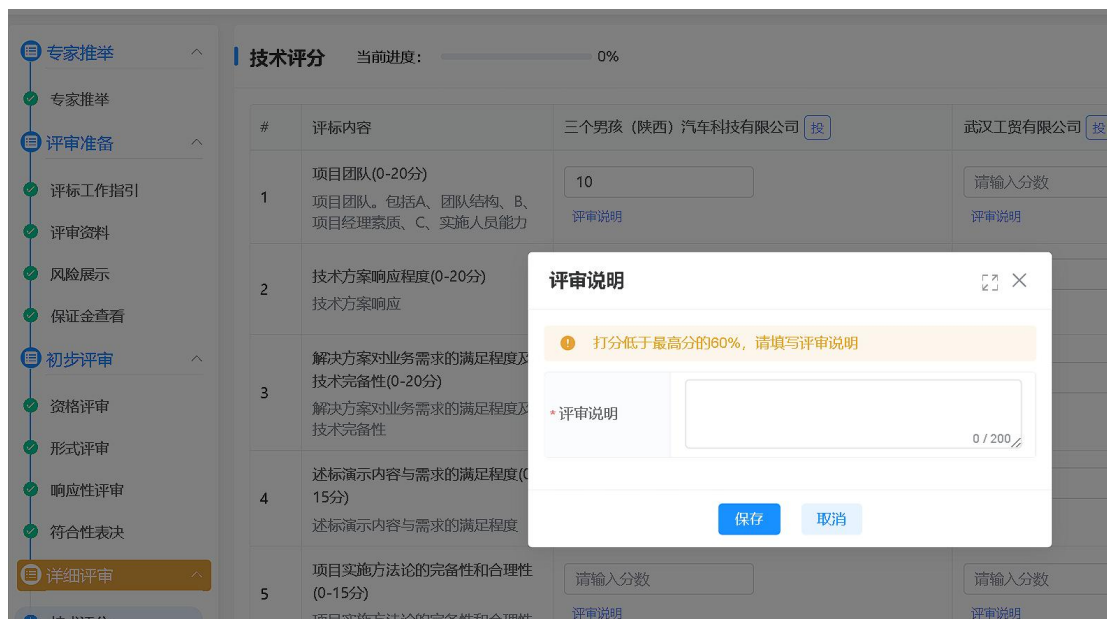 专家推举
专家推举
评审准备
评标工作指引
评审资料
风险展示
保证金查看
初步评审
资格评审
形式评审
响应性评审
符合性表决
详细评审
技术评分
当前进度： 0%
# 评标内容 三个男孩（陕西）汽车科技有限公司 投 武汉工贸有限公司 投
1
项目团队(0-20分)
项目团队。包括A、团队结构、B、
项目经理素质、C、实施人员能力
10
评审说明
请输入分数
评审说明
2
技术方案响应程度(0-20分)
技术方案响应
3
解决方案对业务需求的满足程度及
技术完备性(0-20分)
解决方案对业务需求的满足程度及
技术完备性
4
述标演示内容与需求的满足程度(0
15分)
述标演示内容与需求的满足程度
5
项目实施方法论的完备性和合理性
(0-15分)
项目实施方法论的完备性和合理性
请输入分数
评审说明
请输入分数
评审说明
评审说明
打分低于最高分的60%，请填写评审说明
* 评审说明
0 / 200
保存 取消